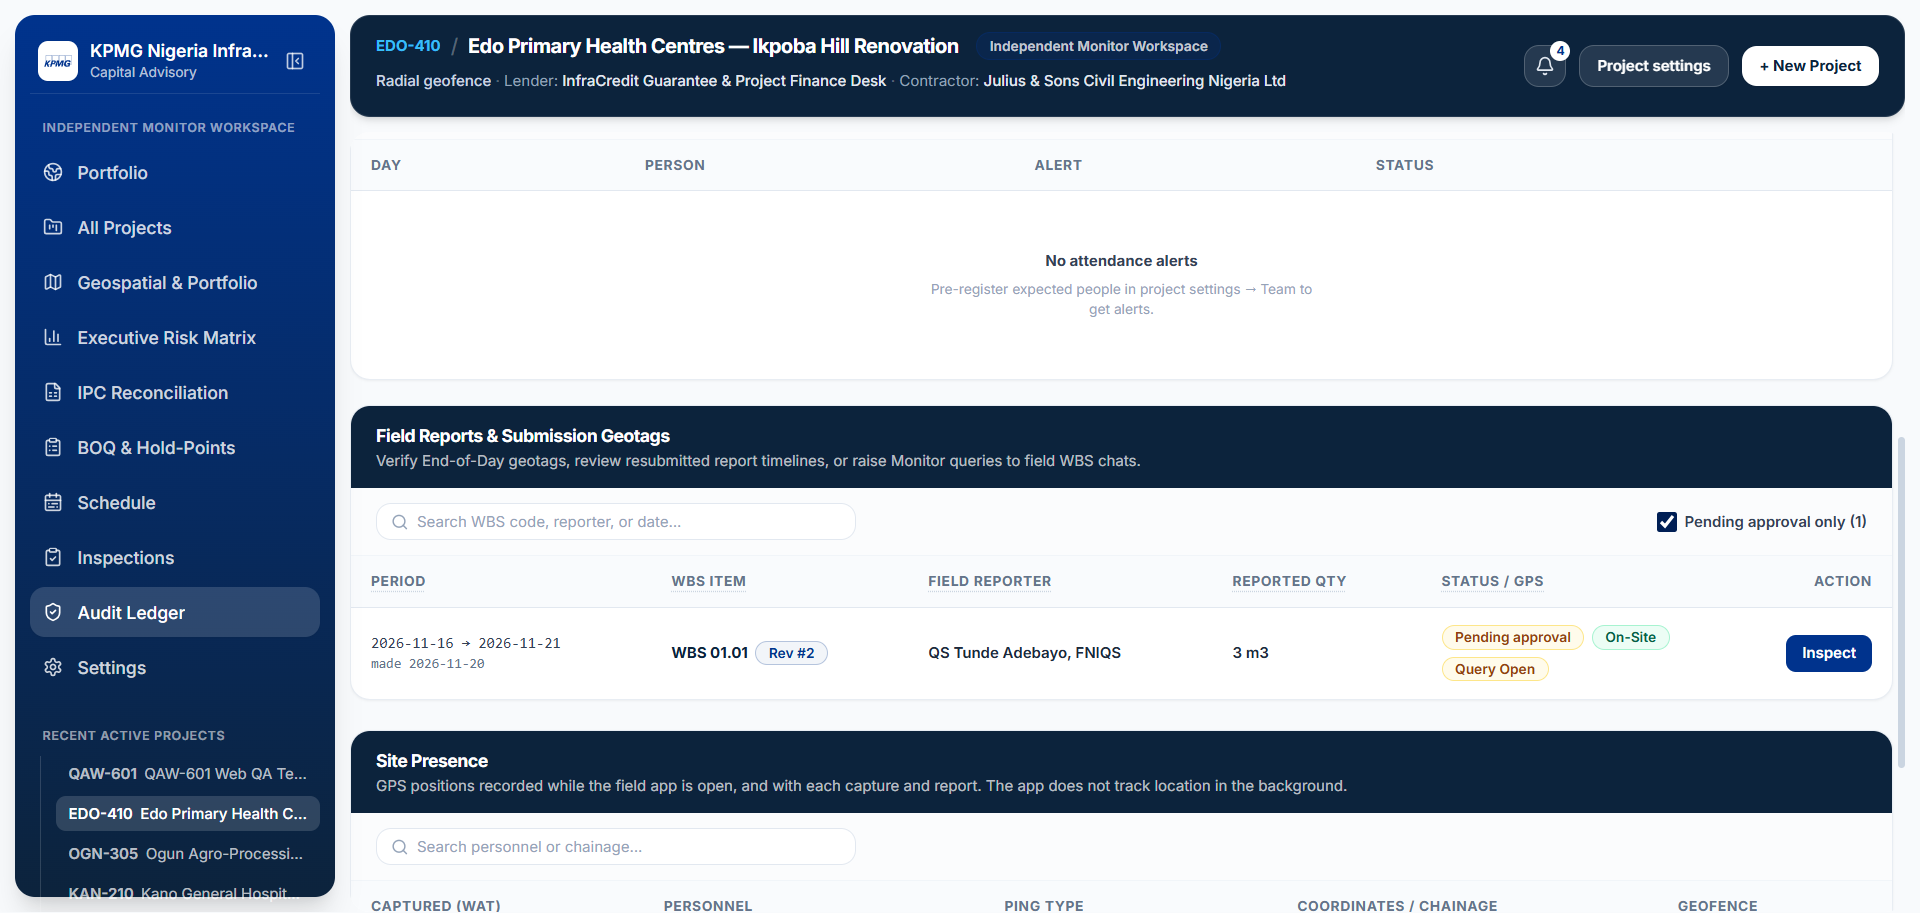 KPMG
KPMG Nigeria Infra...
Capital Advisory
INDEPENDENT MONITOR WORKSPACE
Portfolio
All Projects
Geospatial & Portfolio
Executive Risk Matrix
IPC Reconciliation
BOQ & Hold-Points
Schedule
Inspections
Audit Ledger
Settings
RECENT ACTIVE PROJECTS
QAW-601 QAW-601 Web QA Te...
EDO-410 Edo Primary Health C...
OGN-305 Ogun Agro-Processi...
KAN-210 Kano General Hospit...
EDO-410 / Edo Primary Health Centres — Ikpoba Hill Renovation Independent Monitor Workspace
Radial geofence · Lender: InfraCredit Guarantee & Project Finance Desk · Contractor: Julius & Sons Civil Engineering Nigeria Ltd
4
Project settings
+ New Project
DAY PERSON ALERT STATUS
No attendance alerts
Pre-register expected people in project settings → Team to
get alerts.
Field Reports & Submission Geotags
Verify End-of-Day geotags, review resubmitted report timelines, or raise Monitor queries to field WBS chats.
Search WBS code, reporter, or date...
Pending approval only (1)
PERIOD WBS ITEM FIELD REPORTER REPORTED QTY STATUS / GPS ACTION
2026-11-16 → 2026-11-21
made 2026-11-20
WBS 01.01 Rev #2
QS Tunde Adebayo, FNIQS
3 m3
Pending approval On-Site
Query Open
Inspect
Site Presence
GPS positions recorded while the field app is open, and with each capture and report. The app does not track location in the background.
Search personnel or chainage...
CAPTURED (WAT) PERSONNEL PING TYPE COORDINATES / CHAINAGE GEOFENCE